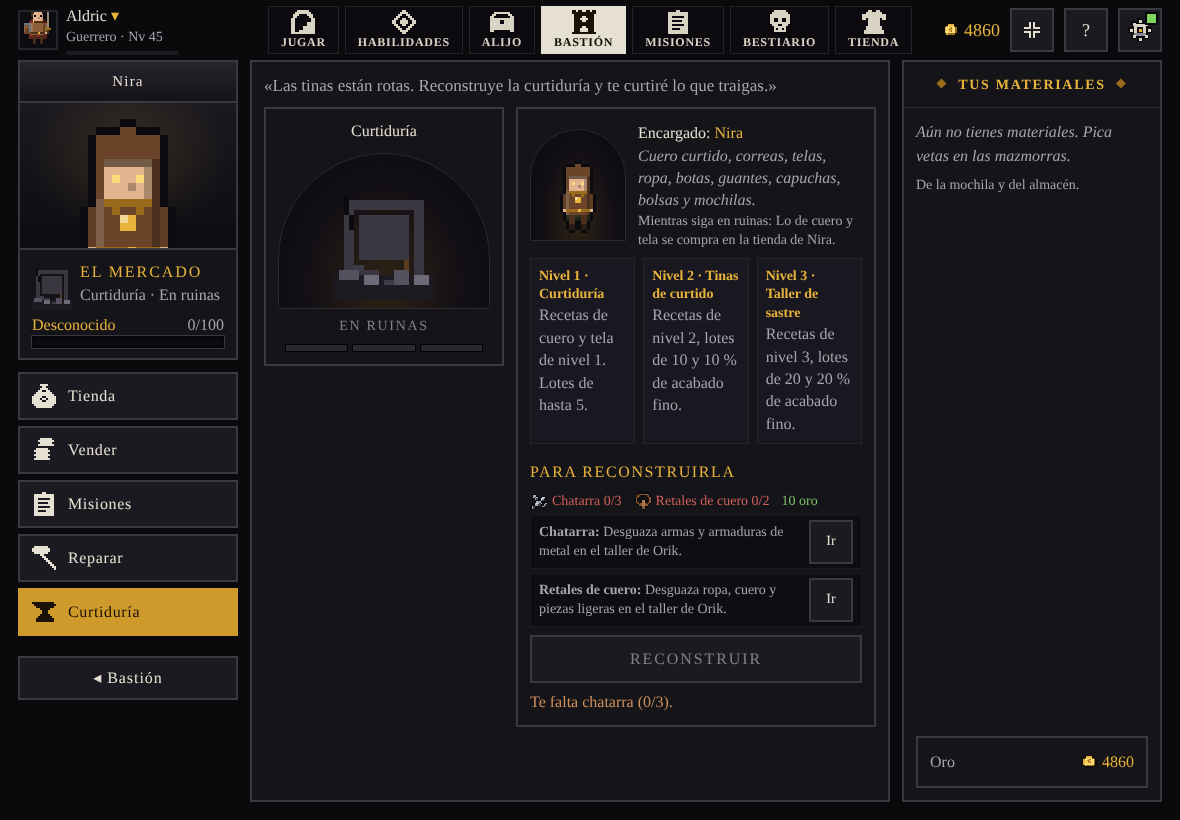 Aldric ▾
Guerrero · Nv 45
JUGAR
HABILIDADES
ALIJO
BASTIÓN
MISIONES
BESTIARIO
TIENDA
4860
?
Nira
EL MERCADO
Curtiduría · En ruinas
Desconocido 0/100
Tienda
Vender
Misiones
Reparar
Curtiduría
◂ Bastión
«Las tinas están rotas. Reconstruye la curtiduría y te curtiré lo que traigas.»
Curtiduría
EN RUINAS
Encargado: Nira
Cuero curtido, correas, telas,
ropa, botas, guantes, capuchas,
bolsas y mochilas.
Mientras siga en ruinas: Lo de cuero y
tela se compra en la tienda de Nira.
Nivel 1 ·
Curtiduría
Recetas de
cuero y tela
de nivel 1.
Lotes de
hasta 5.
Nivel 2 · Tinas
de curtido
Recetas de
nivel 2, lotes
de 10 y 10 %
de acabado
fino.
Nivel 3 ·
Taller de
sastre
Recetas de
nivel 3, lotes
de 20 y 20 %
de acabado
fino.
PARA RECONSTRUIRLA
Chatarra 0/3 Retales de cuero 0/2 10 oro
Chatarra: Desguaza armas y armaduras de
metal en el taller de Orik.
Ir
Retales de cuero: Desguaza ropa, cuero y
piezas ligeras en el taller de Orik.
Ir
RECONSTRUIR
Te falta chatarra (0/3).
TUS MATERIALES
Aún no tienes materiales. Pica
vetas en las mazmorras.
De la mochila y del almacén.
Oro 4860